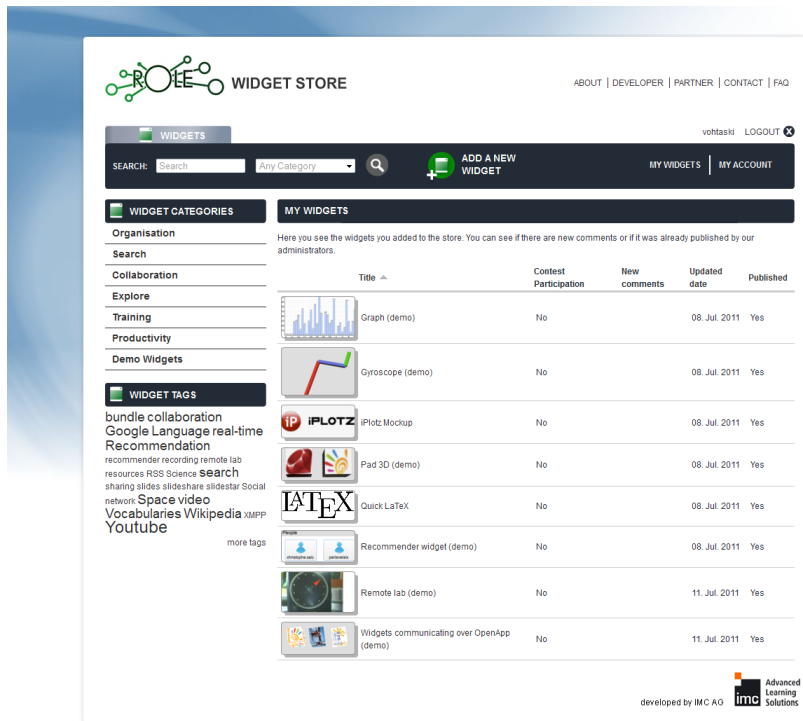 ROLE WIDGET STORE
ABOUT | DEVELOPER | PARTNER | CONTACT | FAQ
WIDGETS
vohtaski LOGOUT
SEARCH: Search Any Category
ADD A NEW
WIDGET
MY WIDGETS | MY ACCOUNT
WIDGET CATEGORIES
Organisation
Search
Collaboration
Explore
Training
Productivity
Demo Widgets
WIDGET TAGS
bundle collaboration
Google Language real-time
Recommendation
recommender recording remote lab
resources RSS Science search
sharing slides slideshare slidestar Social
network Space video
Vocabularies Wikipedia XMPP
Youtube
more tags
MY WIDGETS
Here you see the widgets you added to the store. You can see if there are new comments or if it was already published by our
administrators.
Title Contest Participation New comments Updated date Published
Graph (demo) No 08. Jul. 2011 Yes
Gyroscope (demo) No 08. Jul. 2011 Yes
iP iPLOTZ iPlotz Mockup No 08. Jul. 2011 Yes
Pad 3D (demo) No 08. Jul. 2011 Yes
LATEX Quick LaTeX No 08. Jul. 2011 Yes
People
Recommender widget (demo) No 08. Jul. 2011 Yes
Remote lab (demo) No 11. Jul. 2011 Yes
Widgets communicating over OpenApp
(demo) No 11. Jul. 2011 Yes
developed by IMC AG
imc
Advanced
Learning
Solutions